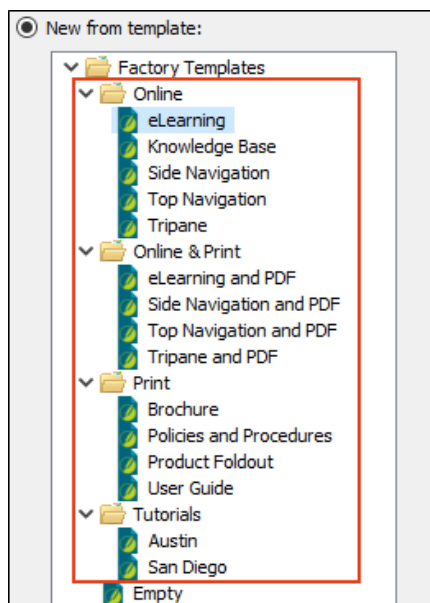 New from template:
Factory Templates
Online
eLearning
Knowledge Base
Side Navigation
Top Navigation
Tripane
Online & Print
eLearning and PDF
Side Navigation and PDF
Top Navigation and PDF
Tripane and PDF
Print
Brochure
Policies and Procedures
Product Foldout
User Guide
Tutorials
Austin
San Diego
Empty